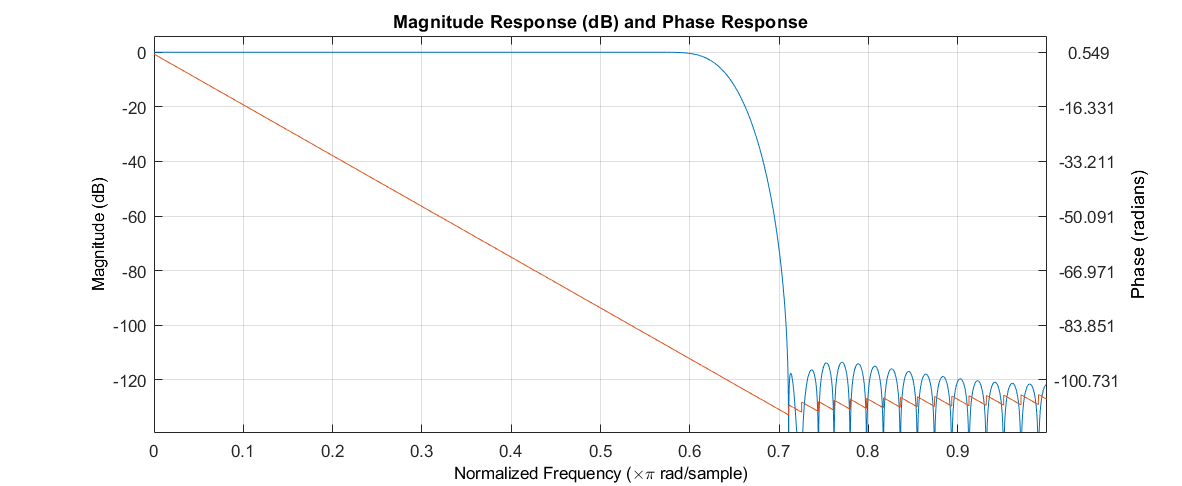 Magnitude Response (dB) and Phase Response
Magnitude (dB)
0
-20
-40
-60
-80
-100
-120
0.549
-16.331
-33.211
-50.091
-66.971
-83.851
-100.731
Phase (radians)
0 0.1 0.2 0.3 0.4 0.5 0.6 0.7 0.8 0.9
Normalized Frequency (×π rad/sample)